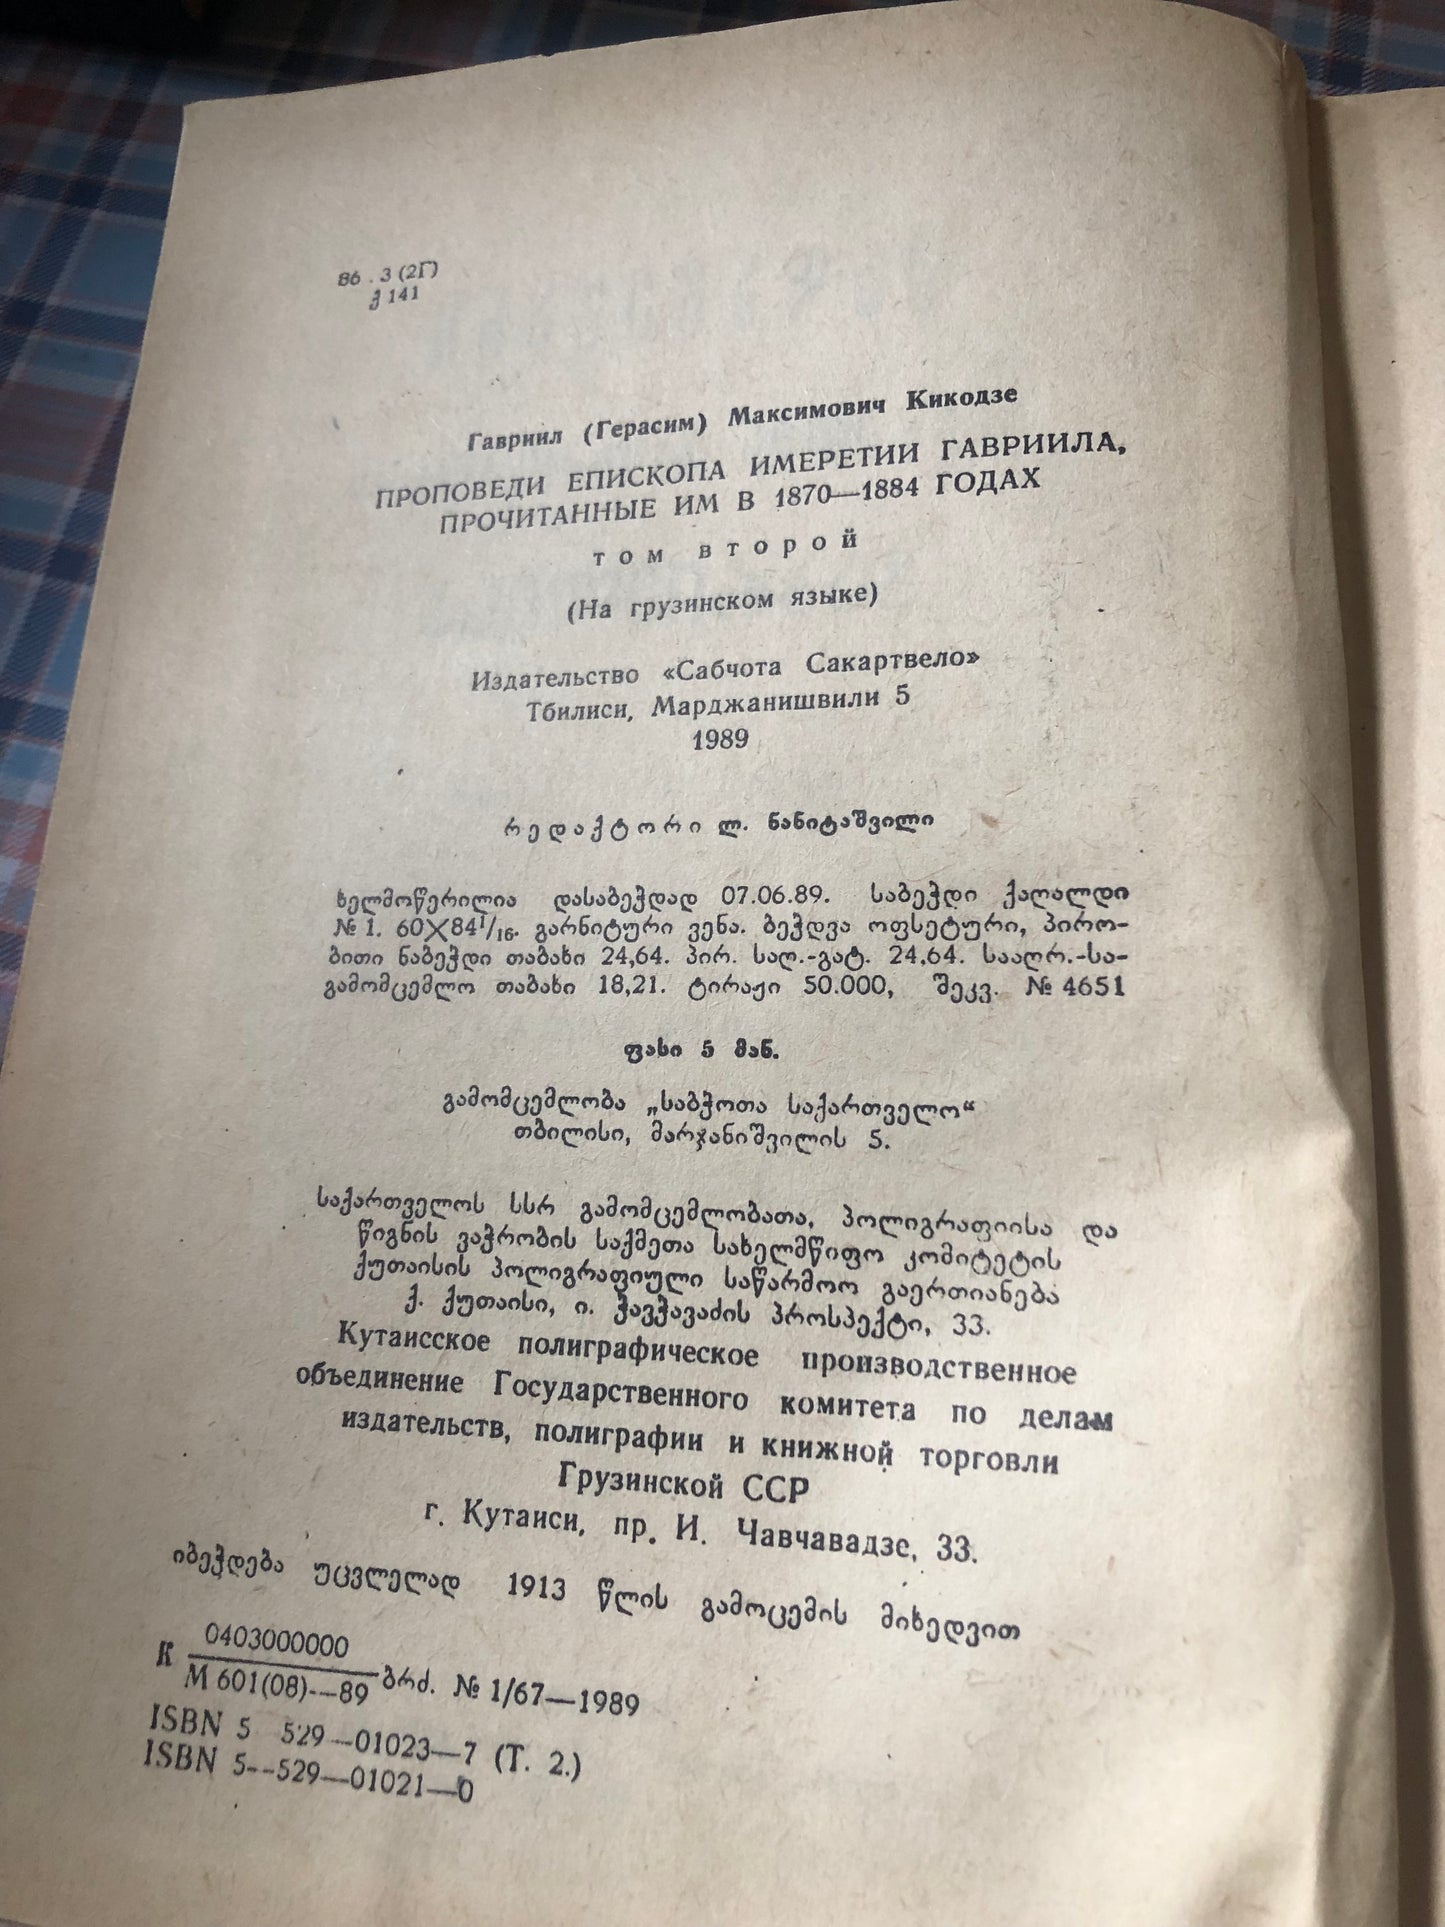 86 . 3 (2Г)
ქ 141
Гавриил (Герасим) Максимович Кикодзе
ПРОПОВЕДИ ЕПИСКОПА ИМЕРЕТИИ ГАВРИИЛА,
ПРОЧИТАННЫЕ ИМ В 1870—1884 ГОДАХ
том второй
(На грузинском языке)
Издательство «Сабчота Сакартвело»
Тбилиси, Марджанишвили 5
1989
რედაქტორი ლ. ნანიტაშვილი
ხელმოწერილია დასაბეჭდად 07.06.89. საბეჭდი ქაღალდი
№ 1. 60X84¹/₁₆. გარნიტური ვენა. ბეჭდვა ოფსეტური, პირო-
ბითი ნაბეჭდი თაბახი 24,64. პირ. საღ.-გატ. 24,64. სააღრ.-სა-
გამომცემლო თაბახი 18,21. ტირაჟი 50.000, შეკვ. № 4651
ფასი 5 მან.
გამომცემლობა „საბჭოთა საქართველო“
თბილისი, მარჯანიშვილის 5.
საქართველოს სსრ გამომცემლობათა, პოლიგრაფიისა და
წიგნის ვაჭრობის საქმეთა სახელმწიფო კომიტეტის
ქუთაისის პოლიგრაფიული საწარმოო გაერთიანება
ქ. ქუთაისი, ი. ჭავჭავაძის პროსპექტი, 33.
Кутаисское полиграфическое производственное
объединение Государственного комитета по делам
издательств, полиграфии и книжной торговли
Грузинской ССР
г. Кутаиси, пр. И. Чавчавадзе, 33.
იბეჭდება უცვლელად 1913 წლის გამოცემის მიხედვით
К 0403000000
М 601(08)—89 ბრძ. № 1/67—1989
ISBN 5 529—01023—7 (Т. 2.)
ISBN 5--529—01021—0